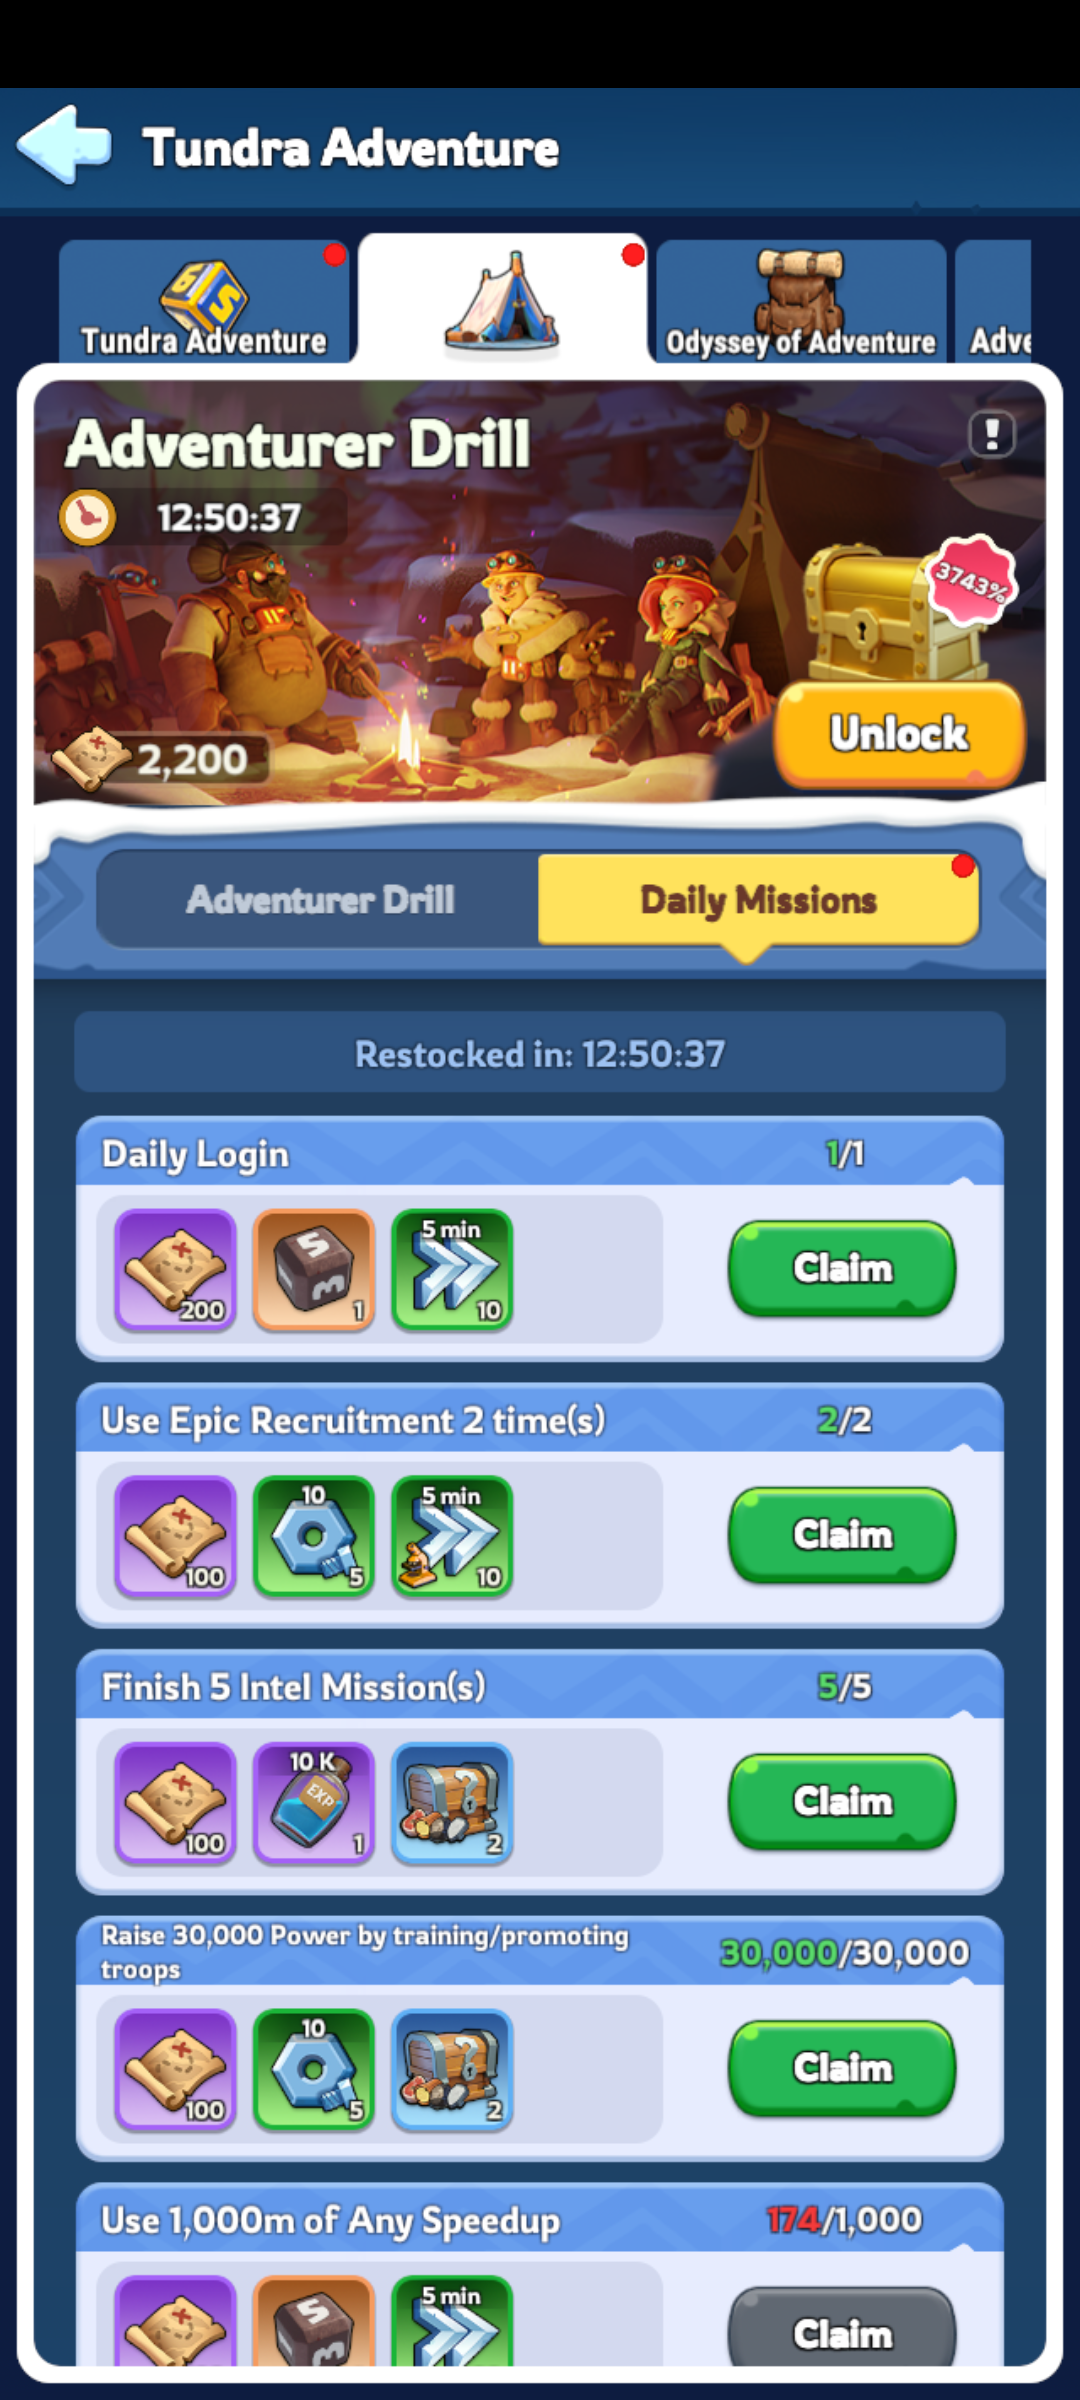 Tundra Adventure
Tundra Adventure
Odyssey of Adventure
Adve
Adventurer Drill
12:50:37
3743%
2,200
Unlock
Adventurer Drill
Daily Missions
Restocked in: 12:50:37
Daily Login
1/1
200
1
5 min
10
Claim
Use Epic Recruitment 2 time(s)
2/2
100
10
5
5 min
10
Claim
Finish 5 Intel Mission(s)
5/5
100
10 K
EXP
1
2
Claim
Raise 30,000 Power by training/promoting
troops
30,000/30,000
100
10
5
2
Claim
Use 1,000m of Any Speedup
174/1,000
5 min
Claim